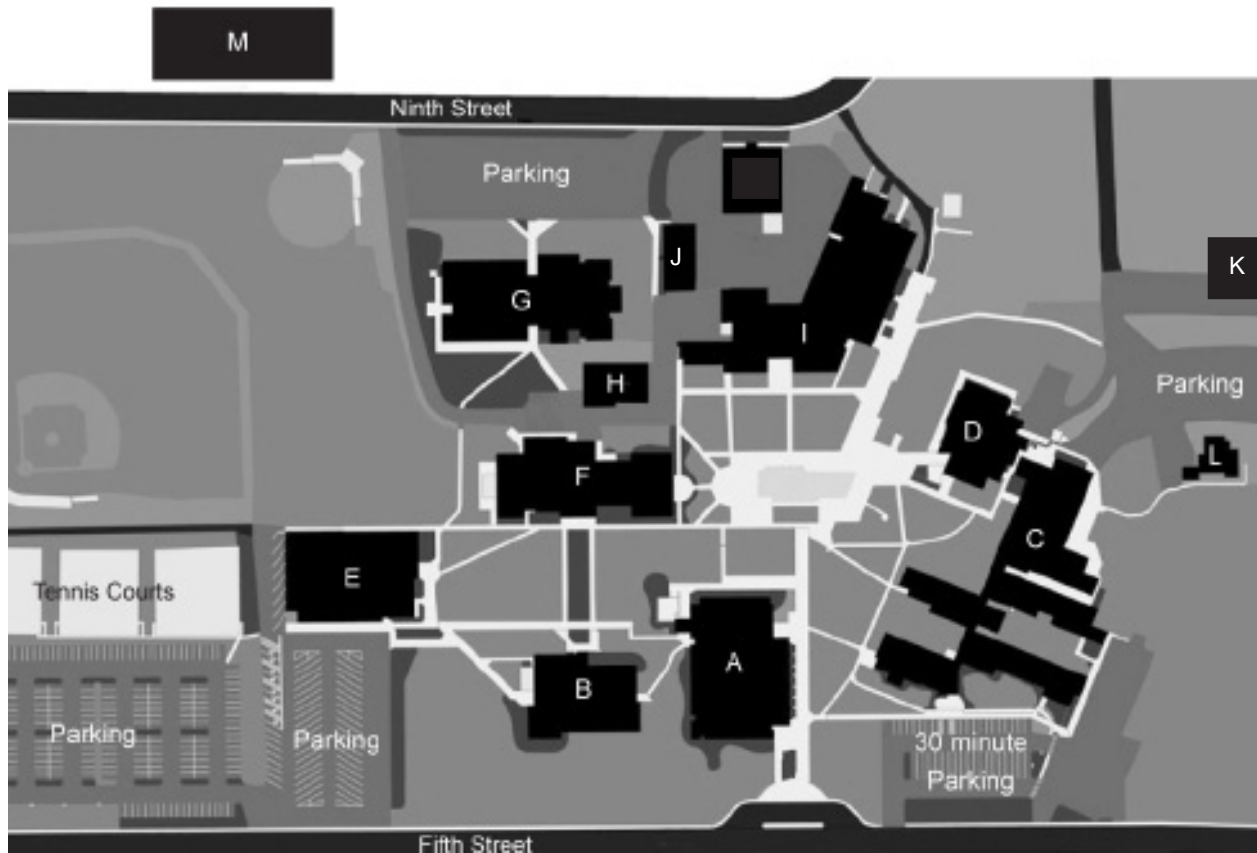 M
Ninth Street
Parking
J
K
G
I
H
Parking
D
L
F
C
E
Tennis Courts
A
B
Parking
Parking
30 minute
Parking
Fifth Street